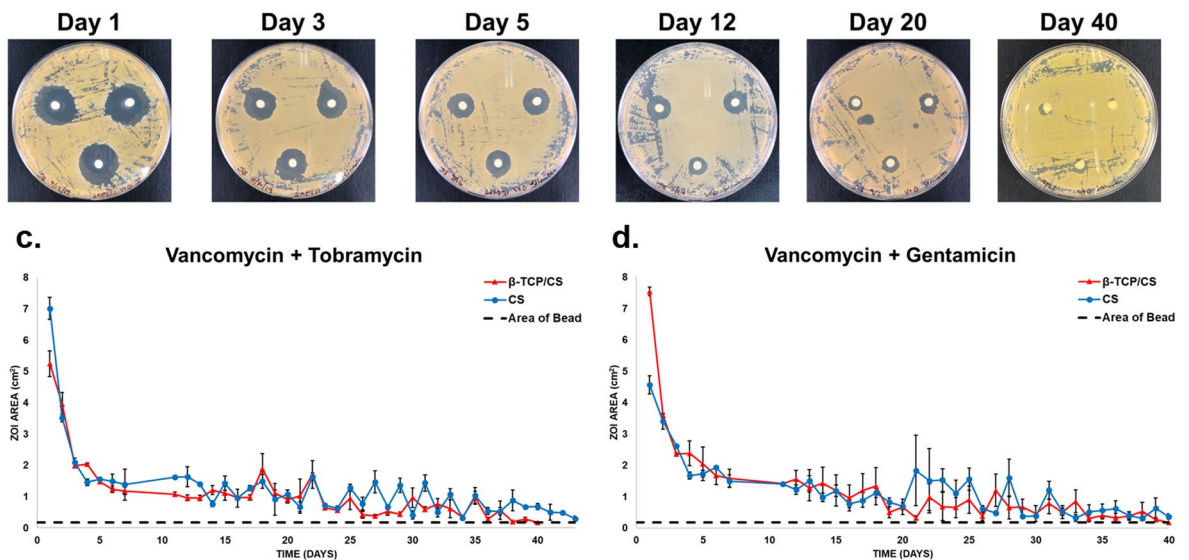 Day 1 Day 3 Day 5 Day 12 Day 20 Day 40
c.
Vancomycin + Tobramycin
β-TCP/CS
CS
Area of Bead
8
7
6
5
4
3
2
1
0
ZOI AREA (cm²)
0 5 10 15 20 25 30 35 40
TIME (DAYS)
d.
Vancomycin + Gentamicin
β-TCP/CS
CS
Area of Bead
8
7
6
5
4
3
2
1
0
ZOI AREA (cm²)
0 5 10 15 20 25 30 35 40
TIME (DAYS)